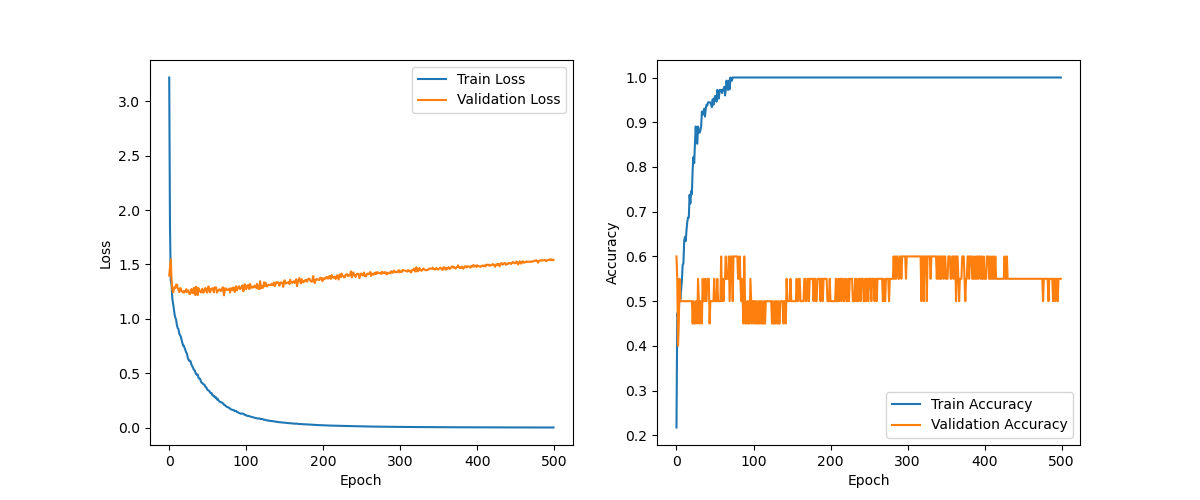 Train Loss
Validation Loss
3.0
2.5
2.0
1.5
1.0
0.5
0.0
Loss
0 100 200 300 400 500
Epoch
1.0
0.9
0.8
0.7
0.6
0.5
0.4
0.3
0.2
Accuracy
Train Accuracy
Validation Accuracy
0 100 200 300 400 500
Epoch